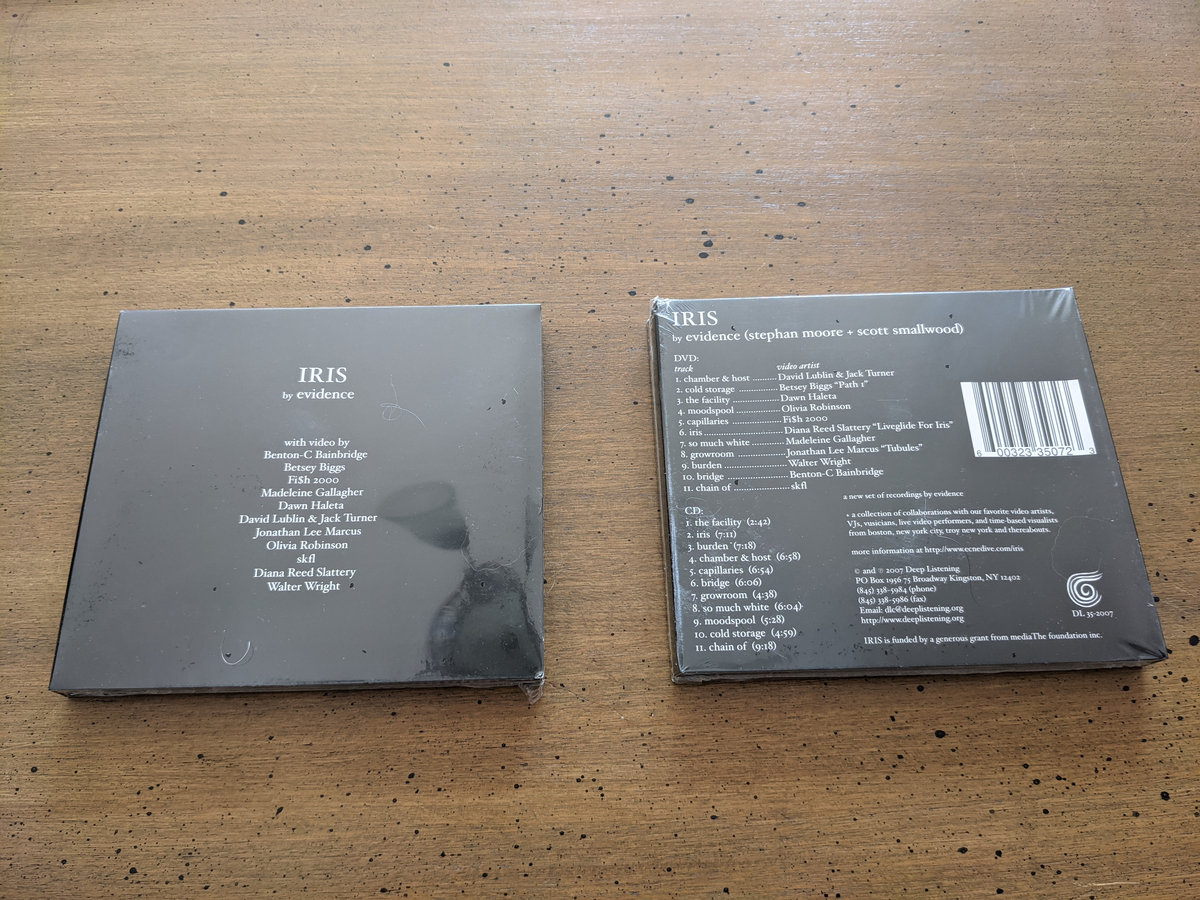 IRIS
by evidence
with video by
Benton-C Bainbridge
Betsey Biggs
Fi$h 2000
Madeleine Gallagher
Dawn Haleta
David Lublin & Jack Turner
Jonathan Lee Marcus
Olivia Robinson
skfl
Diana Reed Slattery
Walter Wright
IRIS
by evidence (stephan moore + scott smallwood)
DVD:
track video artist
1. chamber & host .......... David Lublin & Jack Turner
2. cold storage ................ Betsey Biggs "Path 1"
3. the facility ................. Dawn Haleta
4. moodspool ................. Olivia Robinson
5. capillaries .................. Fi$h 2000
6. iris ............................. Diana Reed Slattery "Liveglide For Iris"
7. so much white ............ Madeleine Gallagher
8. growroom .................. Jonathan Lee Marcus "Tubules"
9. burden ....................... Walter Wright
10. bridge ...................... Benton-C Bainbridge
11. chain of .................... skfl
CD:
1. the facility (2:42)
2. iris (7:11)
3. burden (7:18)
4. chamber & host (6:58)
5. capillaries (6:54)
6. bridge (6:06)
7. growroom (4:38)
8. so much white (6:04)
9. moodspool (5:28)
10. cold storage (4:59)
11. chain of (9:18)
6 00323 35072 3
a new set of recordings by evidence
+ a collection of collaborations with our favorite video artists,
VJs, vusicians, live video performers, and time-based visualists
from boston, new york city, troy new york and thereabouts.
more information at http://www.ecnedive.com/iris
© and ℗ 2007 Deep Listening
PO Box 1956 75 Broadway Kingston, NY 12402
(845) 338-5984 (phone)
(845) 338-5986 (fax)
Email: dlc@deeplistening.org
http://www.deeplistening.org
DL 35-2007
IRIS is funded by a generous grant from mediaThe foundation inc.